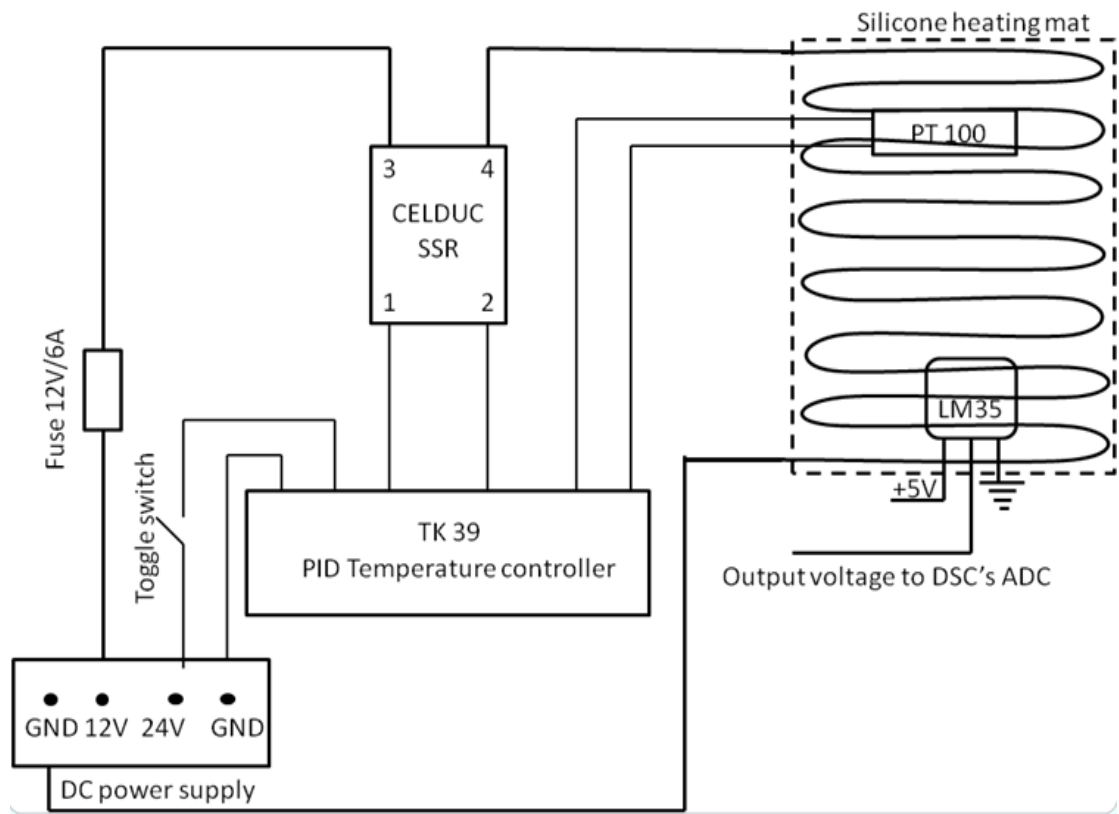 Silicone heating mat
PT 100
3 4
CELDUC
SSR
1 2
Fuse 12V/6A
LM35
+5V
Toggle switch
TK 39
PID Temperature controller
Output voltage to DSC's ADC
GND 12V 24V GND
DC power supply